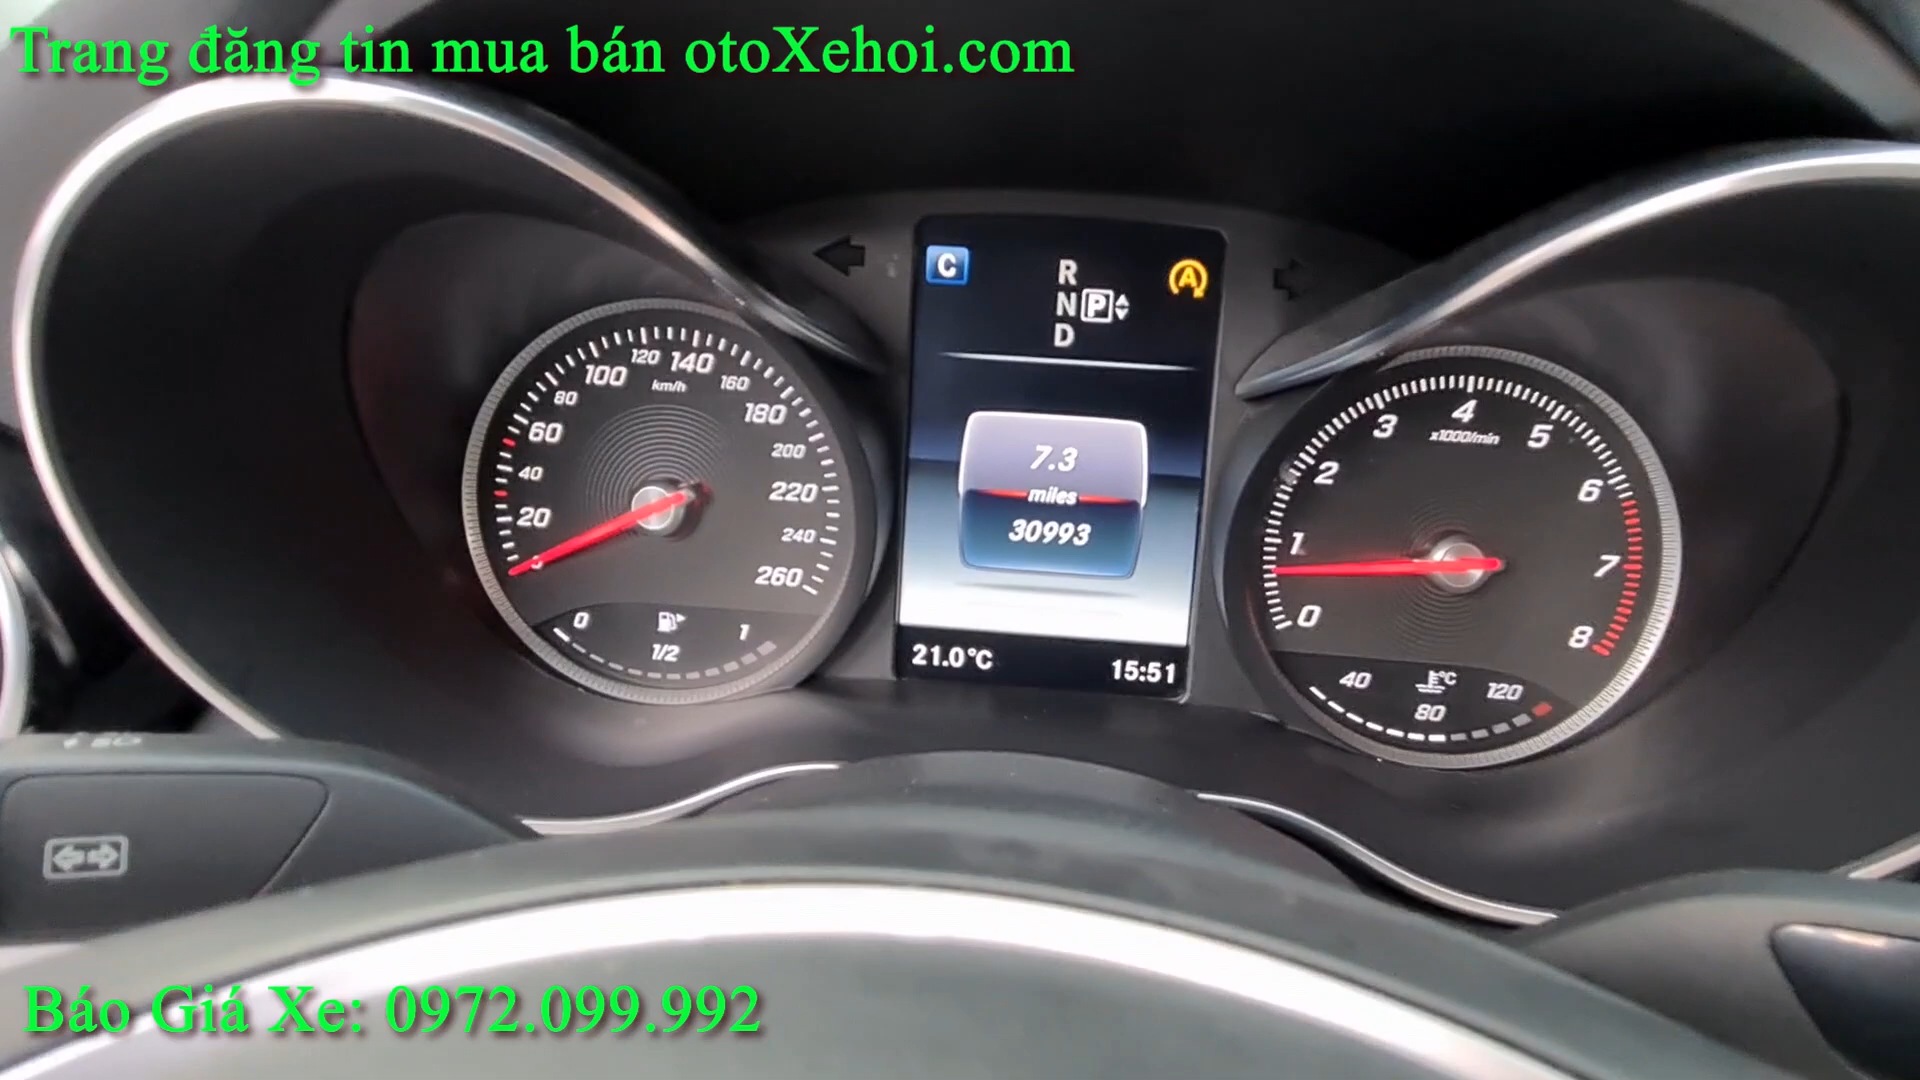 Trang đăng tin mua bán otoXehoi.com
C
R
N P
D
A
7.3
miles
30993
21.0°C 15:51
0 20 40 60 80 100 120 140 160 180 200 220 240 260
km/h
0 1/2 1
0 1 2 3 4 5 6 7 8
x1000/min
40 80 120
°C
Báo Giá Xe: 0972.099.992